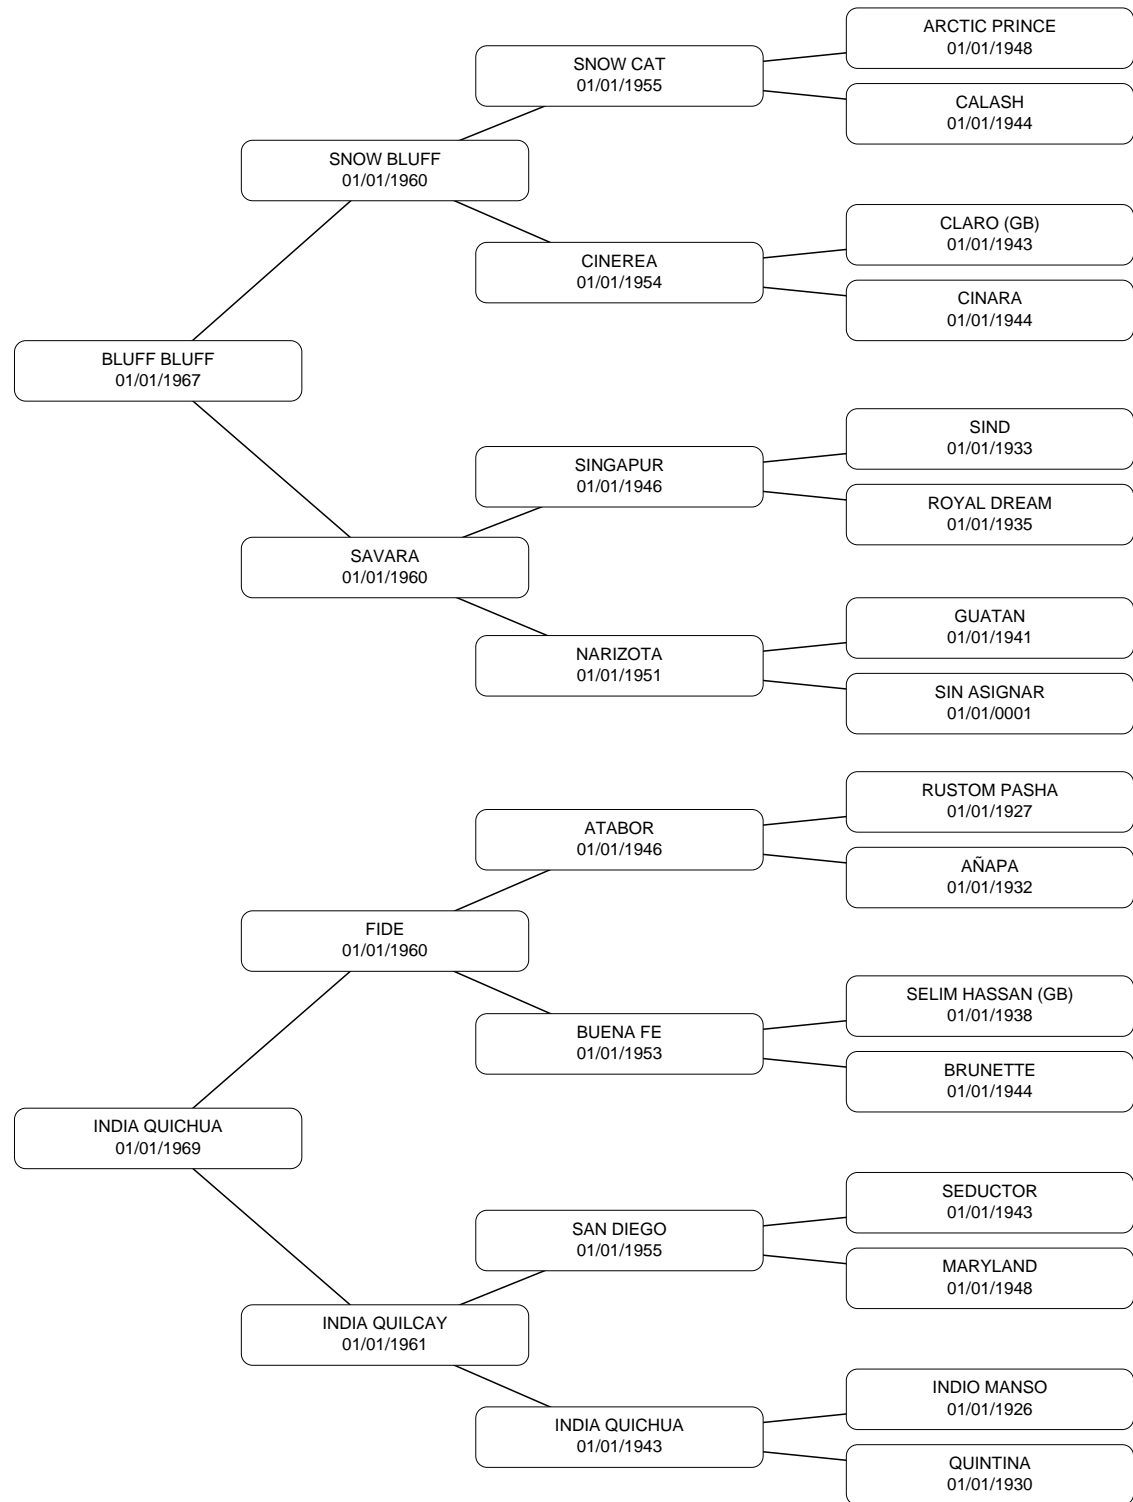 ARCTIC PRINCE
01/01/1948
SNOW CAT
01/01/1955
CALASH
01/01/1944
SNOW BLUFF
01/01/1960
CLARO (GB)
01/01/1943
CINEREA
01/01/1954
CINARA
01/01/1944
BLUFF BLUFF
01/01/1967
SIND
01/01/1933
SINGAPUR
01/01/1946
ROYAL DREAM
01/01/1935
SAVARA
01/01/1960
GUATAN
01/01/1941
NARIZOTA
01/01/1951
SIN ASIGNAR
01/01/0001
RUSTOM PASHA
01/01/1927
ATABOR
01/01/1946
AÑAPA
01/01/1932
FIDE
01/01/1960
SELIM HASSAN (GB)
01/01/1938
BUENA FE
01/01/1953
BRUNETTE
01/01/1944
INDIA QUICHUA
01/01/1969
SEDUCTOR
01/01/1943
SAN DIEGO
01/01/1955
MARYLAND
01/01/1948
INDIA QUILCAY
01/01/1961
INDIO MANSO
01/01/1926
INDIA QUICHUA
01/01/1943
QUINTINA
01/01/1930